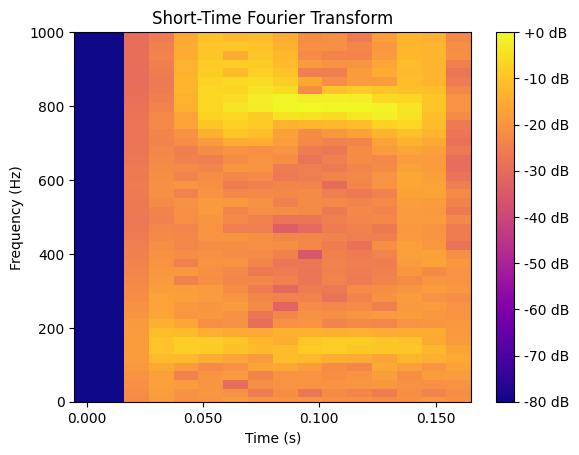 Short-Time Fourier Transform
Frequency (Hz)
1000
800
600
400
200
0
0.000
0.050
0.100
0.150
Time (s)
+0 dB
-10 dB
-20 dB
-30 dB
-40 dB
-50 dB
-60 dB
-70 dB
-80 dB